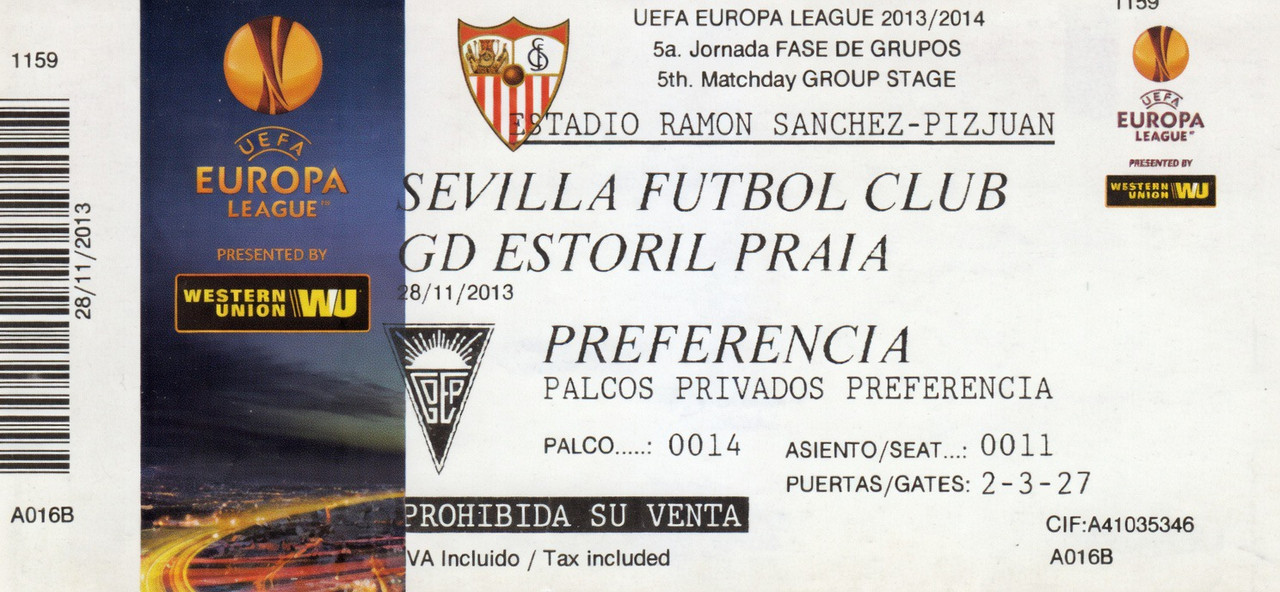 1159
28/11/2013
A016B
UEFA
EUROPA
LEAGUE™
PRESENTED BY
WESTERN
UNION WU
UEFA EUROPA LEAGUE 2013/2014
5a. Jornada FASE DE GRUPOS
5th. Matchday GROUP STAGE
ESTADIO RAMON SANCHEZ-PIZJUAN
SEVILLA FUTBOL CLUB
GD ESTORIL PRAIA
28/11/2013
PREFERENCIA
PALCOS PRIVADOS PREFERENCIA
PALCO.....: 0014
ASIENTO/SEAT...: 0011
PUERTAS/GATES: 2-3-27
PROHIBIDA SU VENTA
VA Incluido / Tax included
1159
UEFA
EUROPA
LEAGUE™
PRESENTED BY
WESTERN
UNION WU
CIF:A41035346
A016B